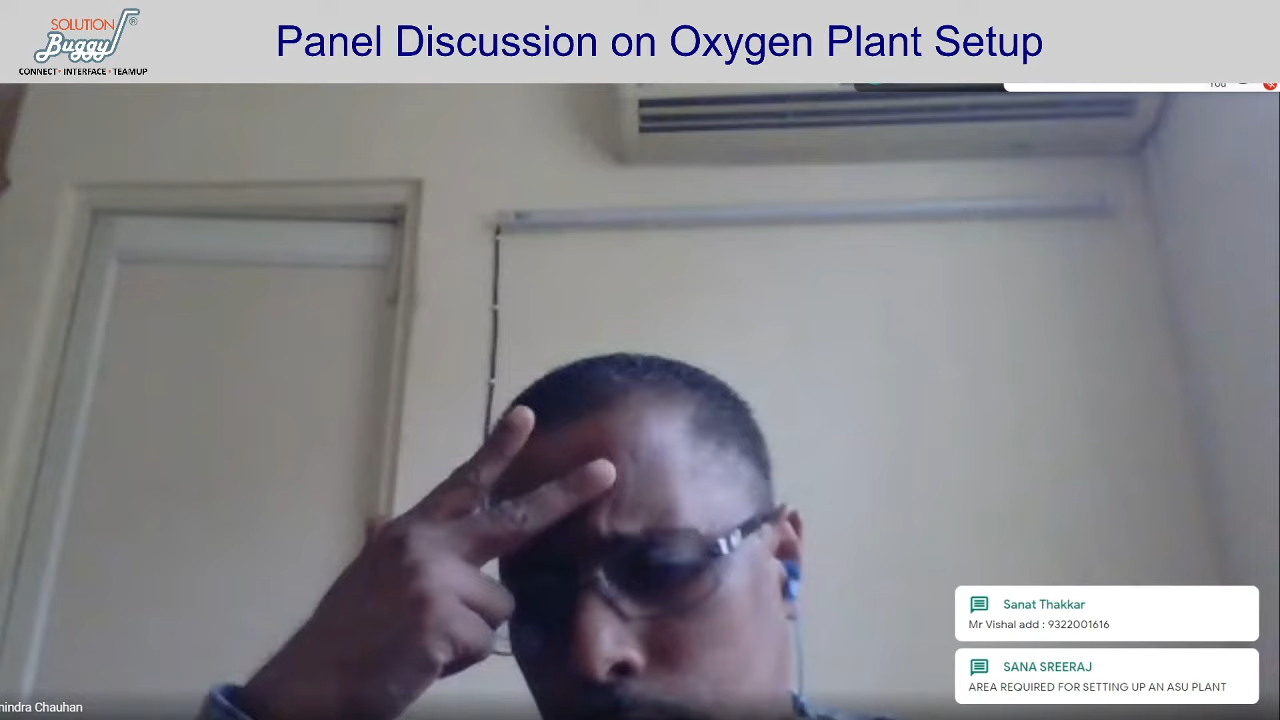 SOLUTION
Buggy®
CONNECT • INTERFACE • TEAMUP
Panel Discussion on Oxygen Plant Setup
You
Sanat Thakkar
Mr Vishal add : 9322001616
SANA SREERAJ
AREA REQUIRED FOR SETTING UP AN ASU PLANT
Chauhan